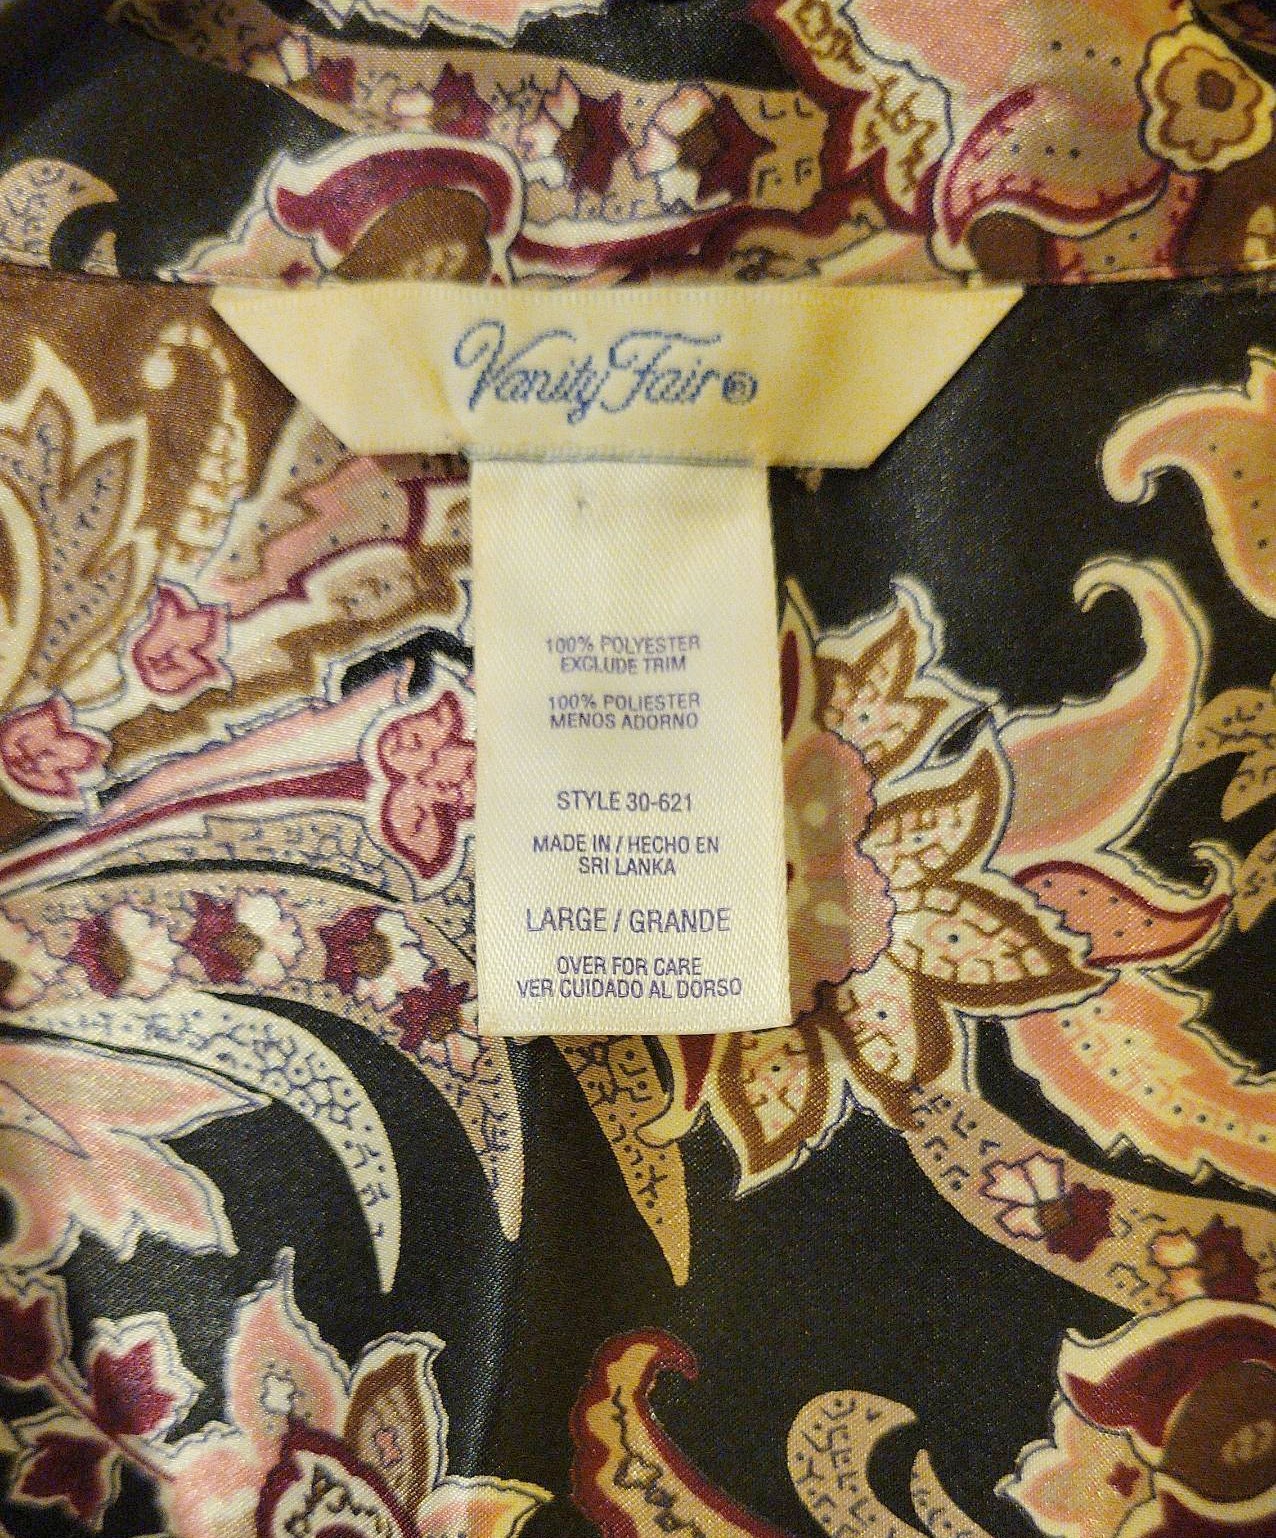 Vanity Fair®
100% POLYESTER
EXCLUDE TRIM
100% POLIESTER
MENOS ADORNO
STYLE 30-621
MADE IN / HECHO EN
SRI LANKA
LARGE / GRANDE
OVER FOR CARE
VER CUIDADO AL DORSO